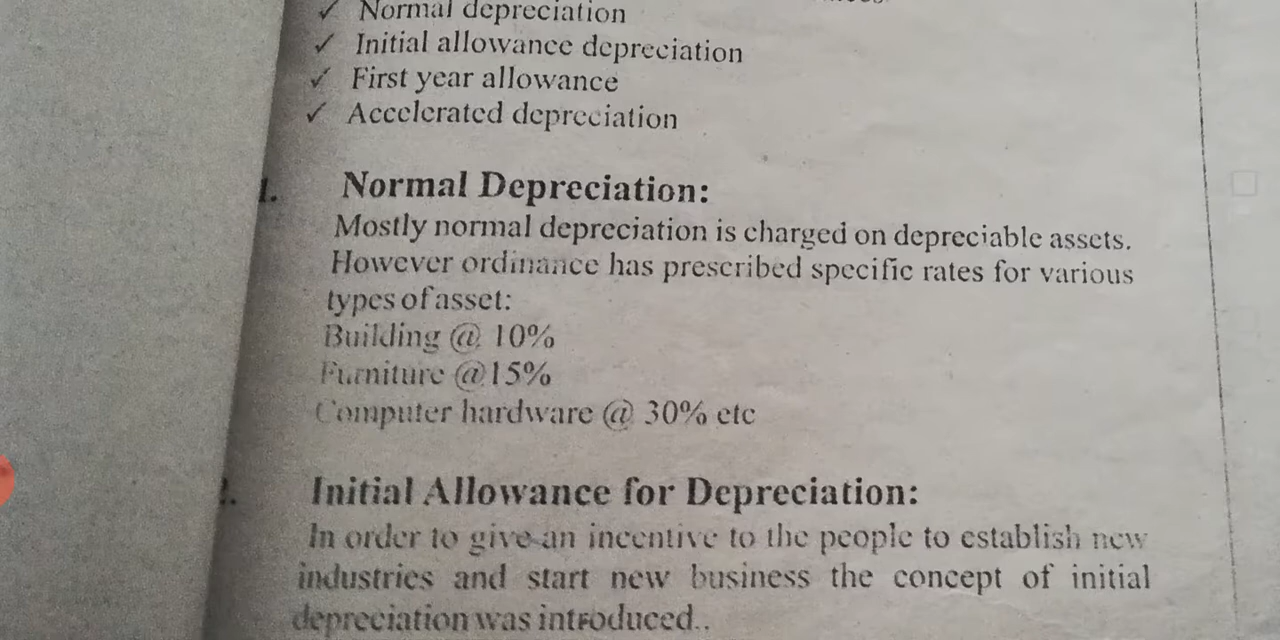 ✓ Normal depreciation
✓ Initial allowance depreciation
✓ First year allowance
✓ Accelerated depreciation
1. Normal Depreciation:
Mostly normal depreciation is charged on depreciable assets.
However ordinance has prescribed specific rates for various
types of asset:
Building @ 10%
Furniture @15%
Computer hardware @ 30% etc
2. Initial Allowance for Depreciation:
In order to give an incentive to the people to establish new
industries and start new business the concept of initial
depreciation was introduced..